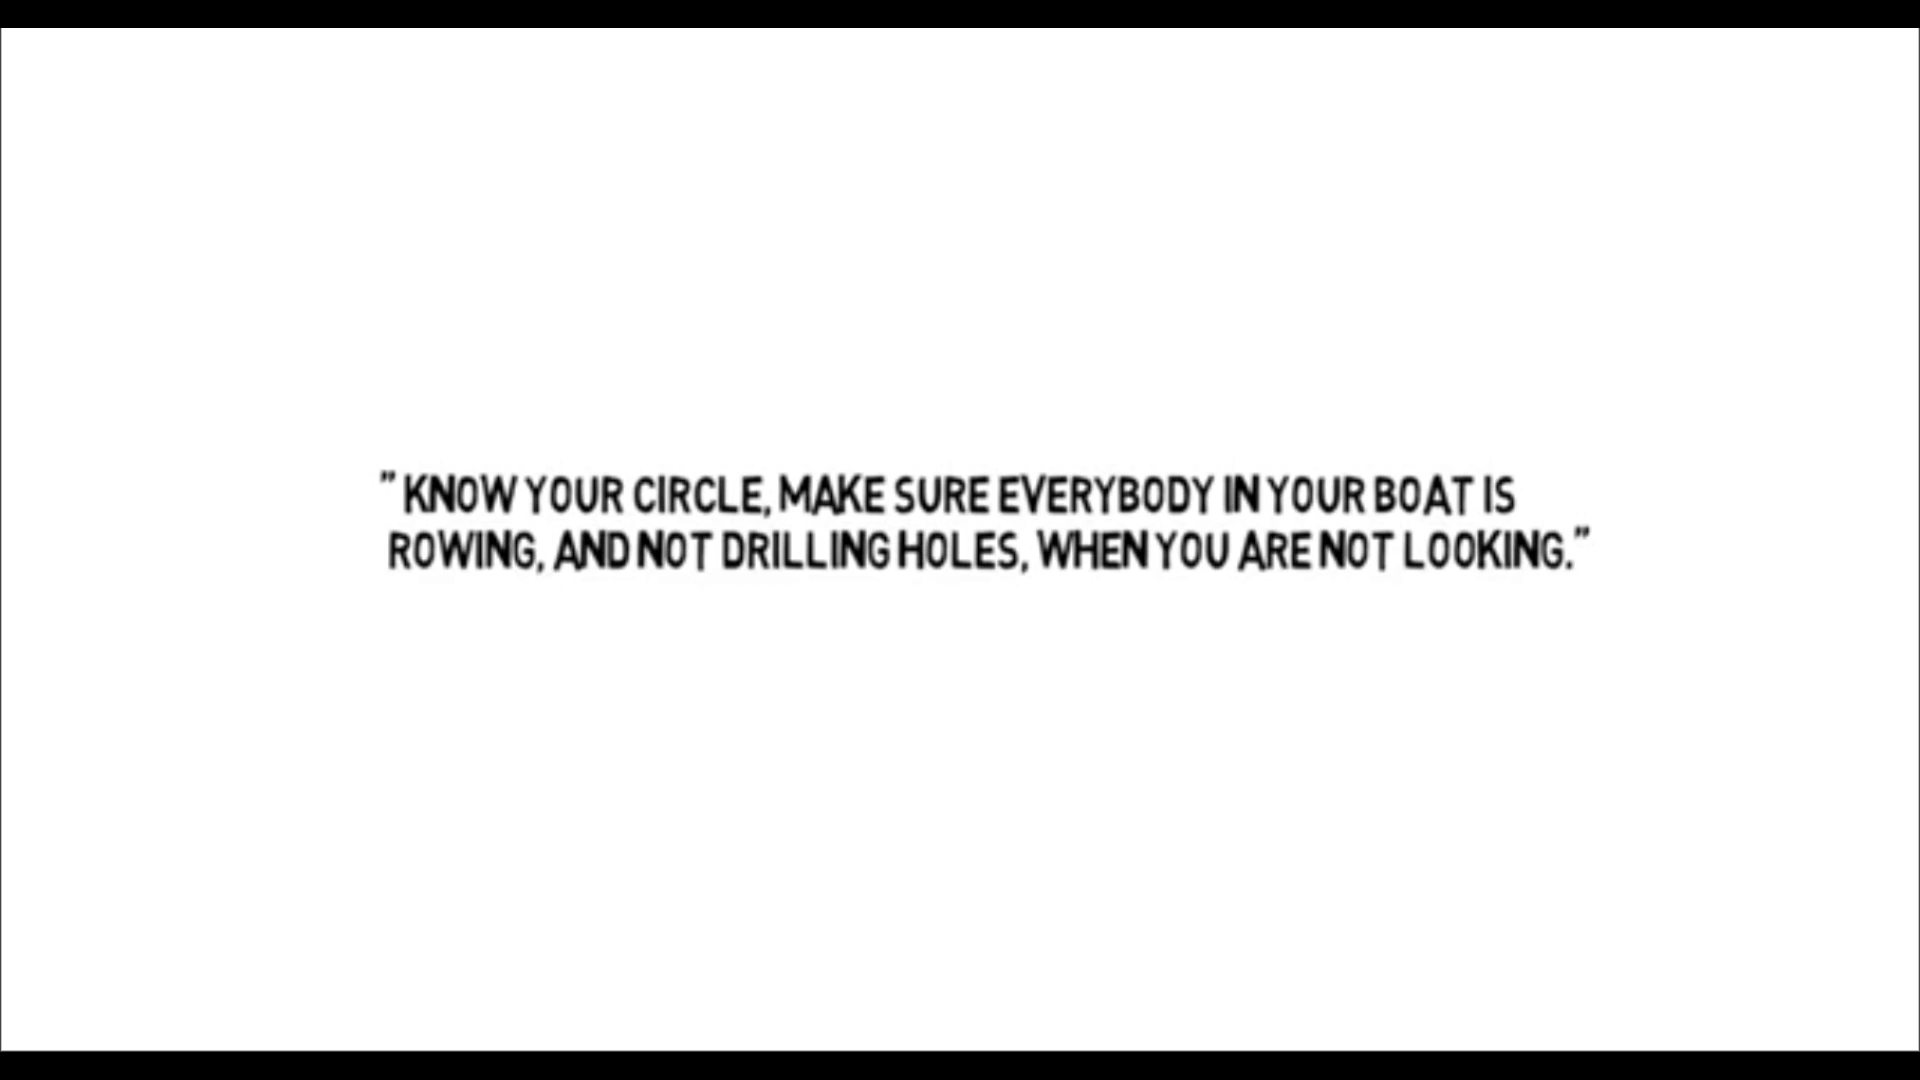 " KNOW YOUR CIRCLE, MAKE SURE EVERYBODY IN YOUR BOAT IS
ROWING, AND NOT DRILLING HOLES, WHEN YOU ARE NOT LOOKING."